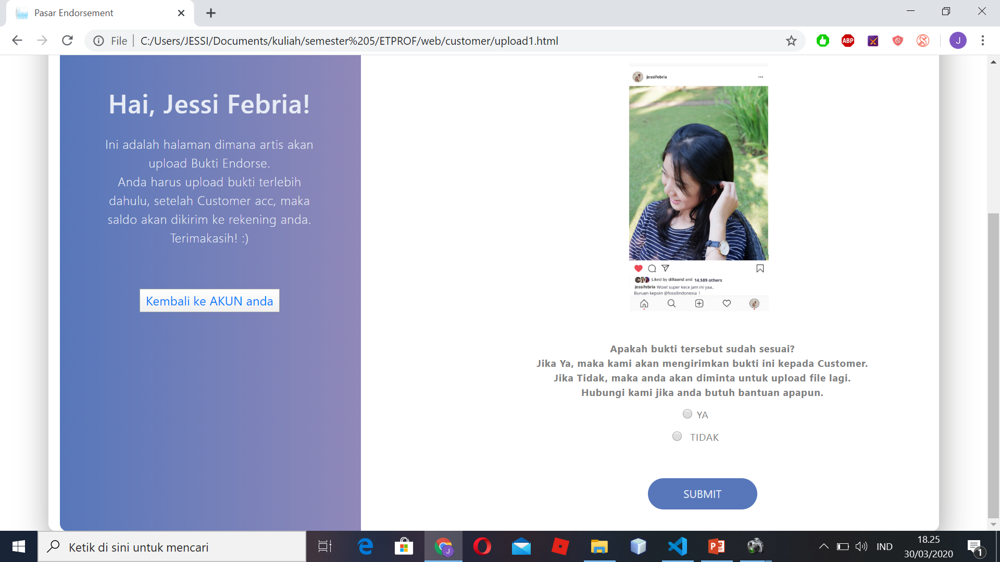 Pasar Endorsement
File
C:/Users/JESSI/Documents/kuliah/semester%205/ETPROF/web/customer/upload1.html
ABP
J
Hai, Jessi Febria!
Ini adalah halaman dimana artis akan
upload Bukti Endorse.
Anda harus upload bukti terlebih
dahulu, setelah Customer acc, maka
saldo akan dikirim ke rekening anda.
Terimakasih! :)
Kembali ke AKUN anda
jessifebria
Liked by dillaand and 14.589 others
jessifebria Wow! super kece jam ini yaa..
Buruan kepoin @fossilindonesia !
Apakah bukti tersebut sudah sesuai?
Jika Ya, maka kami akan mengirimkan bukti ini kepada Customer.
Jika Tidak, maka anda akan diminta untuk upload file lagi.
Hubungi kami jika anda butuh bantuan apapun.
YA
TIDAK
SUBMIT
Ketik di sini untuk mencari
J
IND
18.25
30/03/2020
1